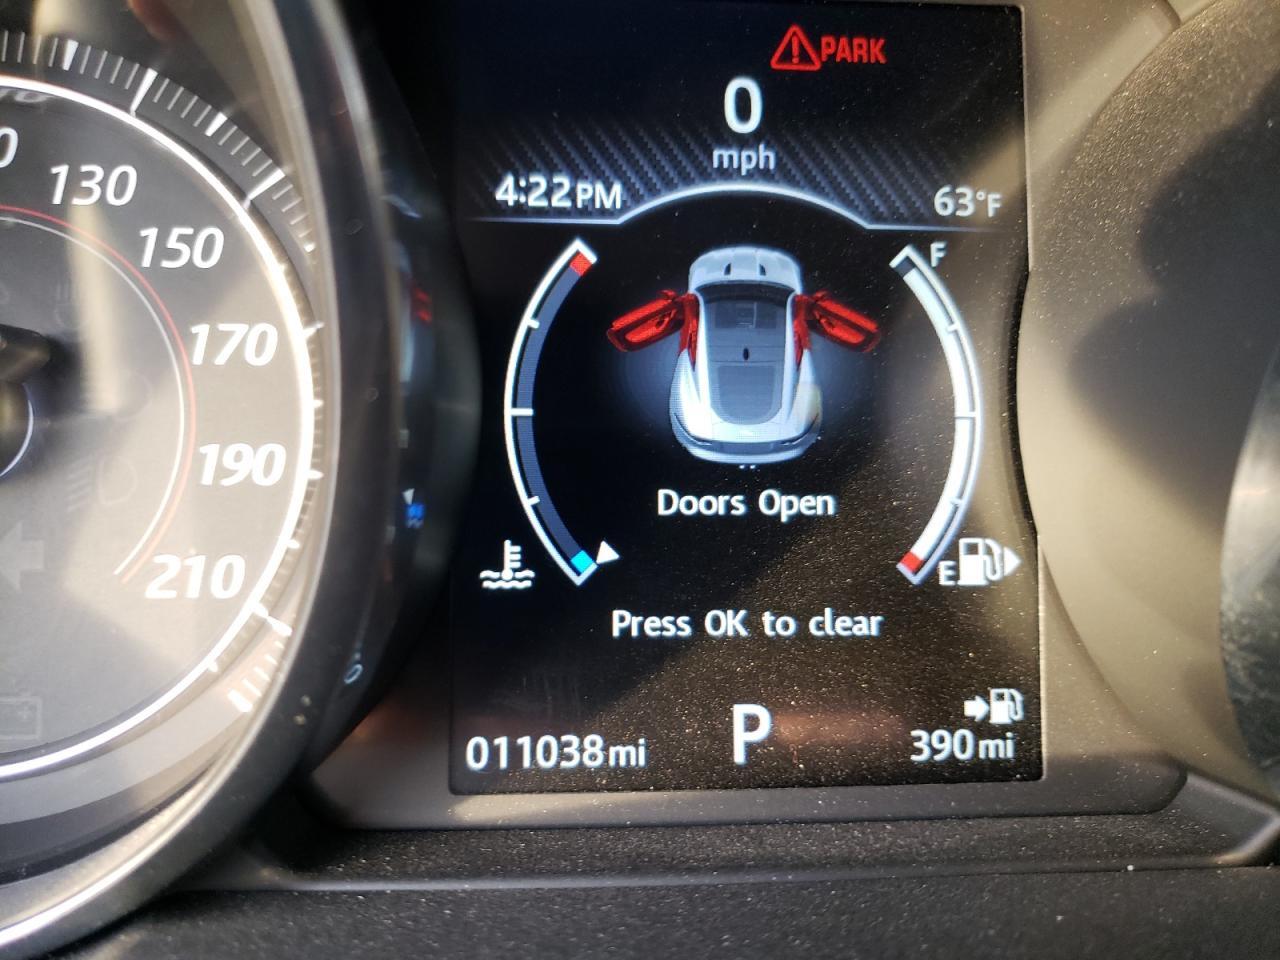 PARK
0
mph
4:22PM
63°F
130
150
170
190
210
F
Doors Open
E
Press OK to clear
P
011038mi
390mi